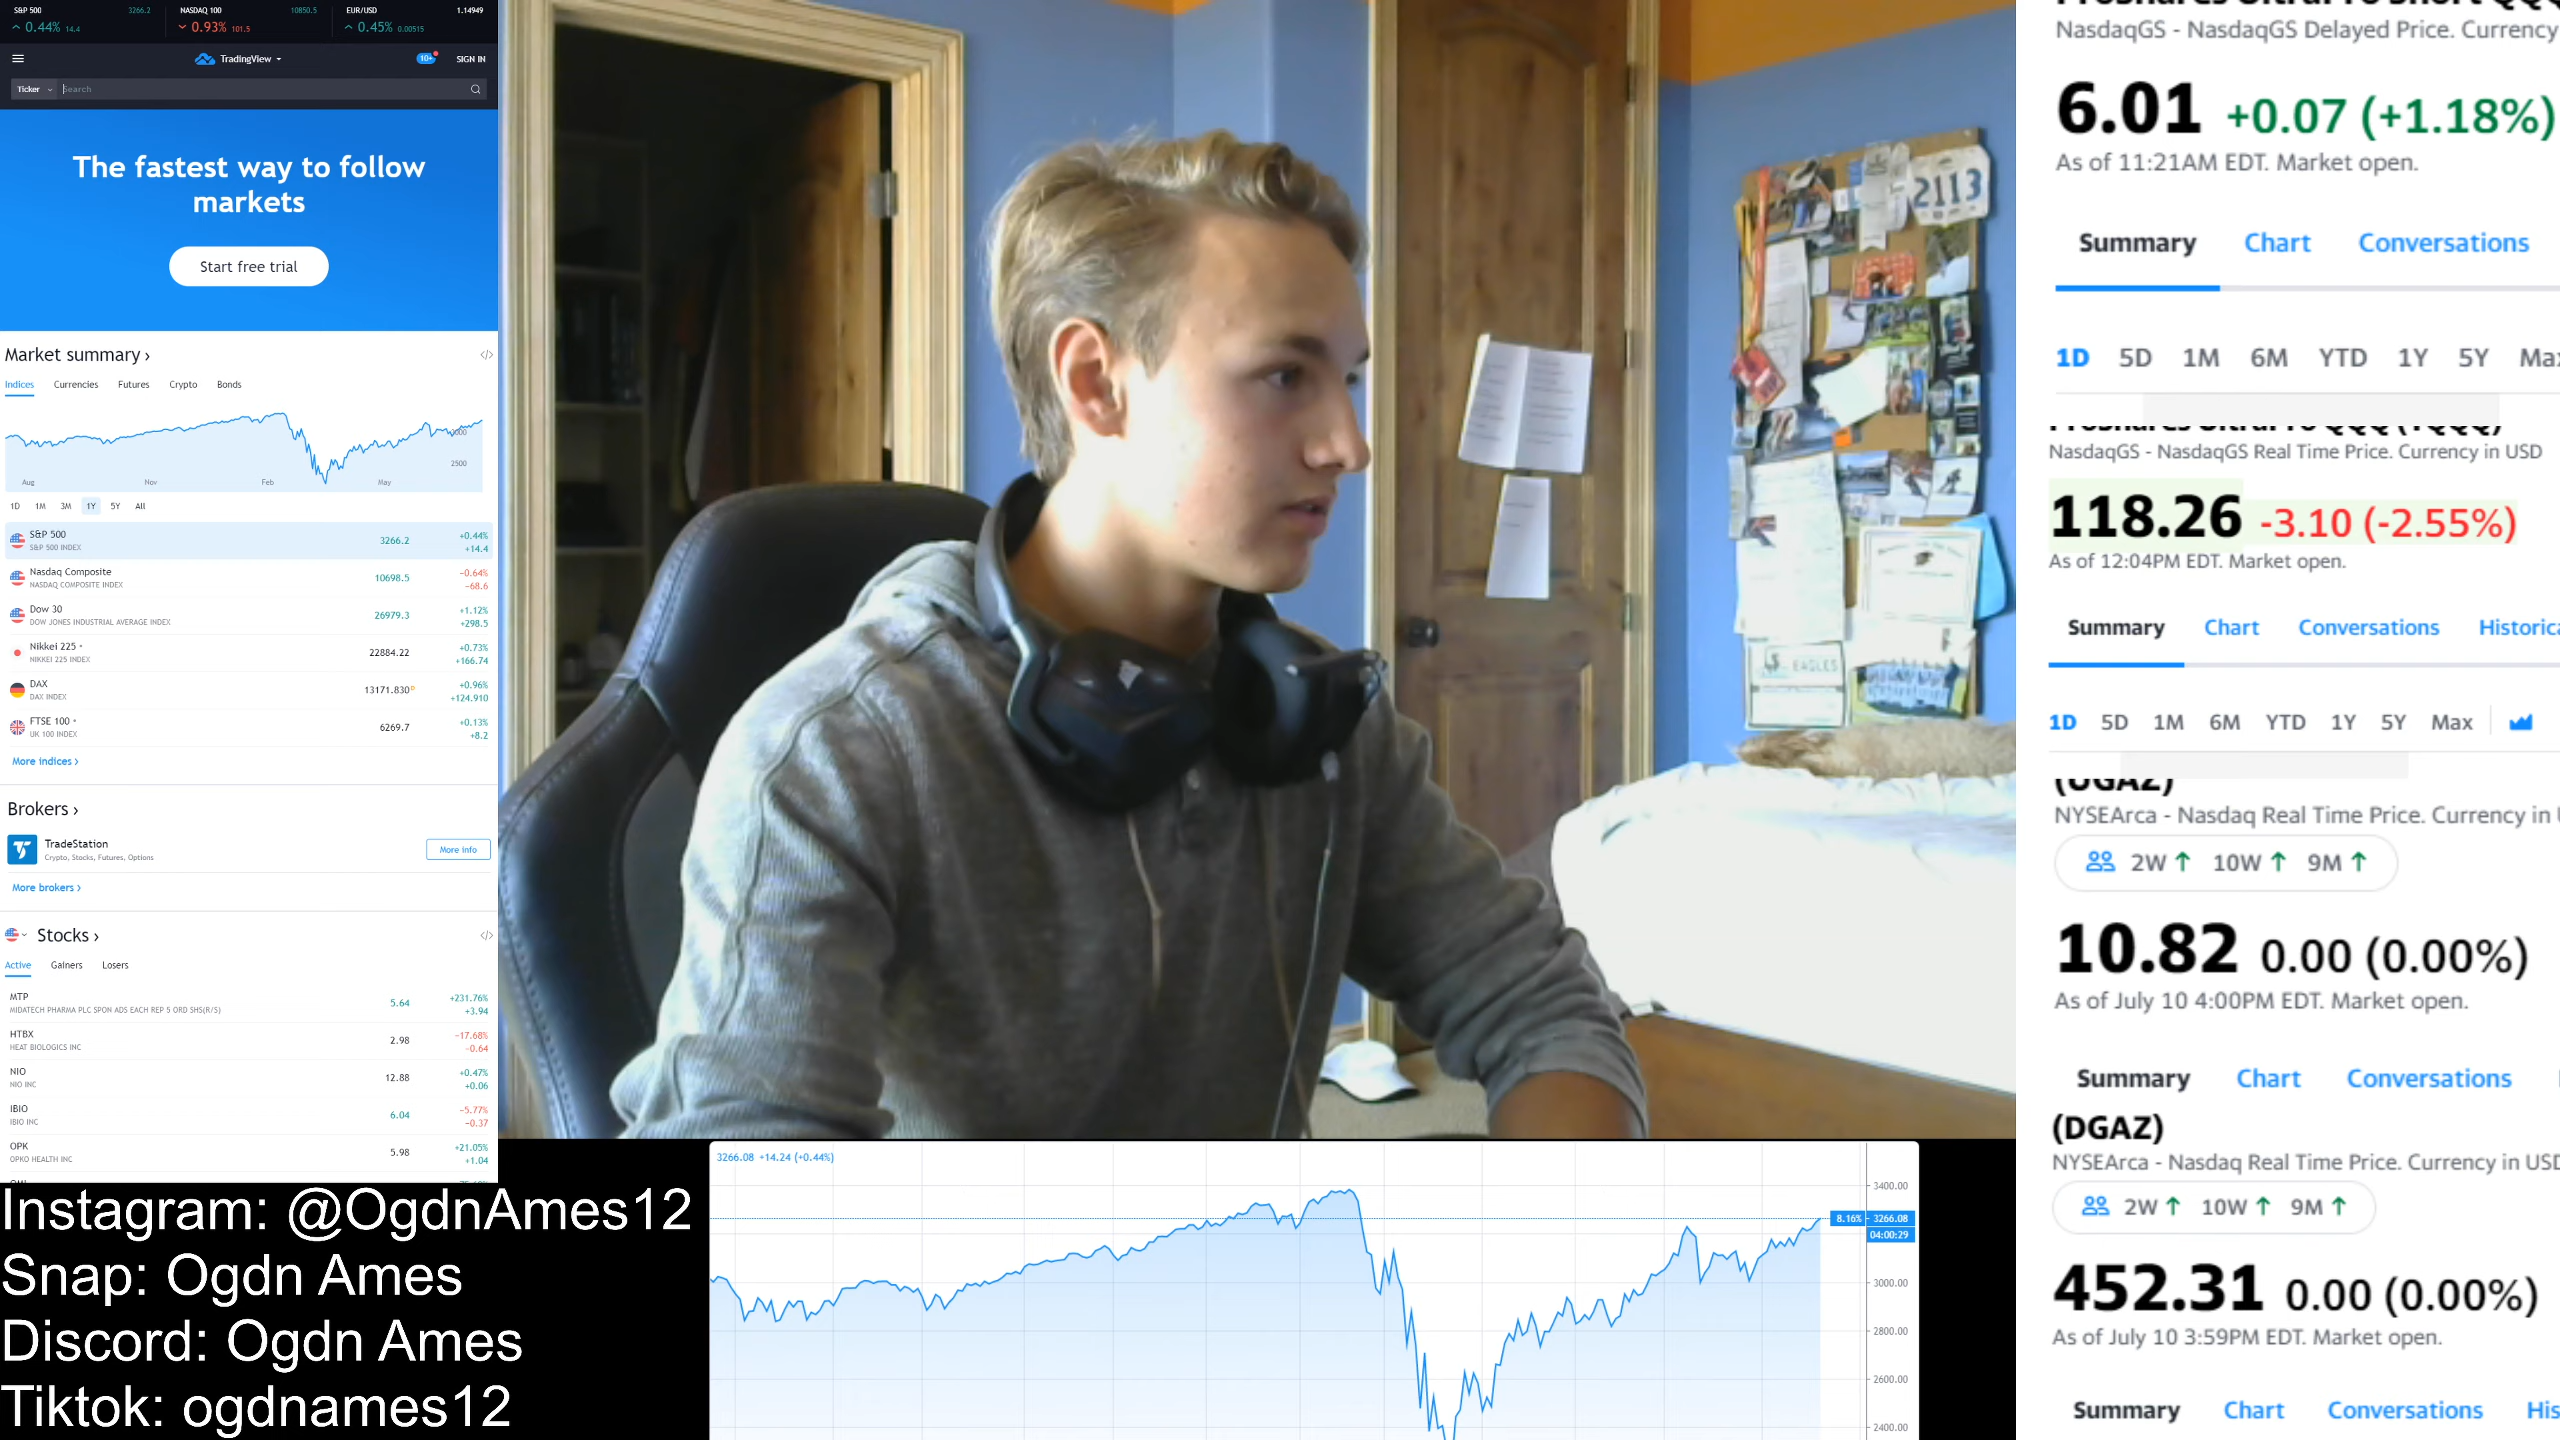 S&P 500 3266.2
0.44% 14.4
NASDAQ 100 10850.5
0.93% 101.5
EUR/USD 1.14949
0.45% 0.00515
TradingView
10+
SIGN IN
Ticker
Search
The fastest way to follow
markets
Start free trial
Market summary ›
</>
Indices Currencies Futures Crypto Bonds
2500
Aug Nov Feb May
1D 1M 3M 1Y 5Y All
S&P 500 3266.2 +0.44%
S&P 500 INDEX +14.4
Nasdaq Composite 10698.5 −0.64%
NASDAQ COMPOSITE INDEX −68.6
Dow 30 26979.3 +1.12%
DOW JONES INDUSTRIAL AVERAGE INDEX +298.5
Nikkei 225 22884.22 +0.73%
NIKKEI 225 INDEX +166.74
DAX 13171.830 D +0.96%
DAX INDEX +124.910
FTSE 100 6269.7 +0.13%
UK 100 INDEX +8.2
More indices ›
Brokers ›
TradeStation
Crypto, Stocks, Futures, Options
More info
More brokers ›
Stocks ›
</>
Active Gainers Losers
MTP 5.64 +231.76%
MIDATECH PHARMA PLC SPON ADS EACH REP 5 ORD SHS(R/S) +3.94
HTBX 2.98 −17.68%
HEAT BIOLOGICS INC −0.64
NIO 12.88 +0.47%
NIO INC +0.06
IBIO 6.04 −5.77%
IBIO INC −0.37
OPK 5.98 +21.05%
OPKO HEALTH INC +1.04
Instagram: @OgdnAmes12
Snap: Ogdn Ames
Discord: Ogdn Ames
Tiktok: ogdnames12
2113
EAGLES
3266.08 +14.24 (+0.44%)
3400.00
8.16% 3266.08
04:00:29
3000.00
2800.00
2600.00
2400.00
ProShares UltraPro Short QQQ
NasdaqGS - NasdaqGS Delayed Price. Currency
6.01 +0.07 (+1.18%)
As of 11:21AM EDT. Market open.
Summary Chart Conversations
1D 5D 1M 6M YTD 1Y 5Y Max
ProShares UltraPro QQQ (TQQQ)
NasdaqGS - NasdaqGS Real Time Price. Currency in USD
118.26 -3.10 (-2.55%)
As of 12:04PM EDT. Market open.
Summary Chart Conversations Historica
1D 5D 1M 6M YTD 1Y 5Y Max
(UGAZ)
NYSEArca - Nasdaq Real Time Price. Currency in
2W 10W 9M
10.82 0.00 (0.00%)
As of July 10 4:00PM EDT. Market open.
Summary Chart Conversations
(DGAZ)
NYSEArca - Nasdaq Real Time Price. Currency in USD
2W 10W 9M
452.31 0.00 (0.00%)
As of July 10 3:59PM EDT. Market open.
Summary Chart Conversations His